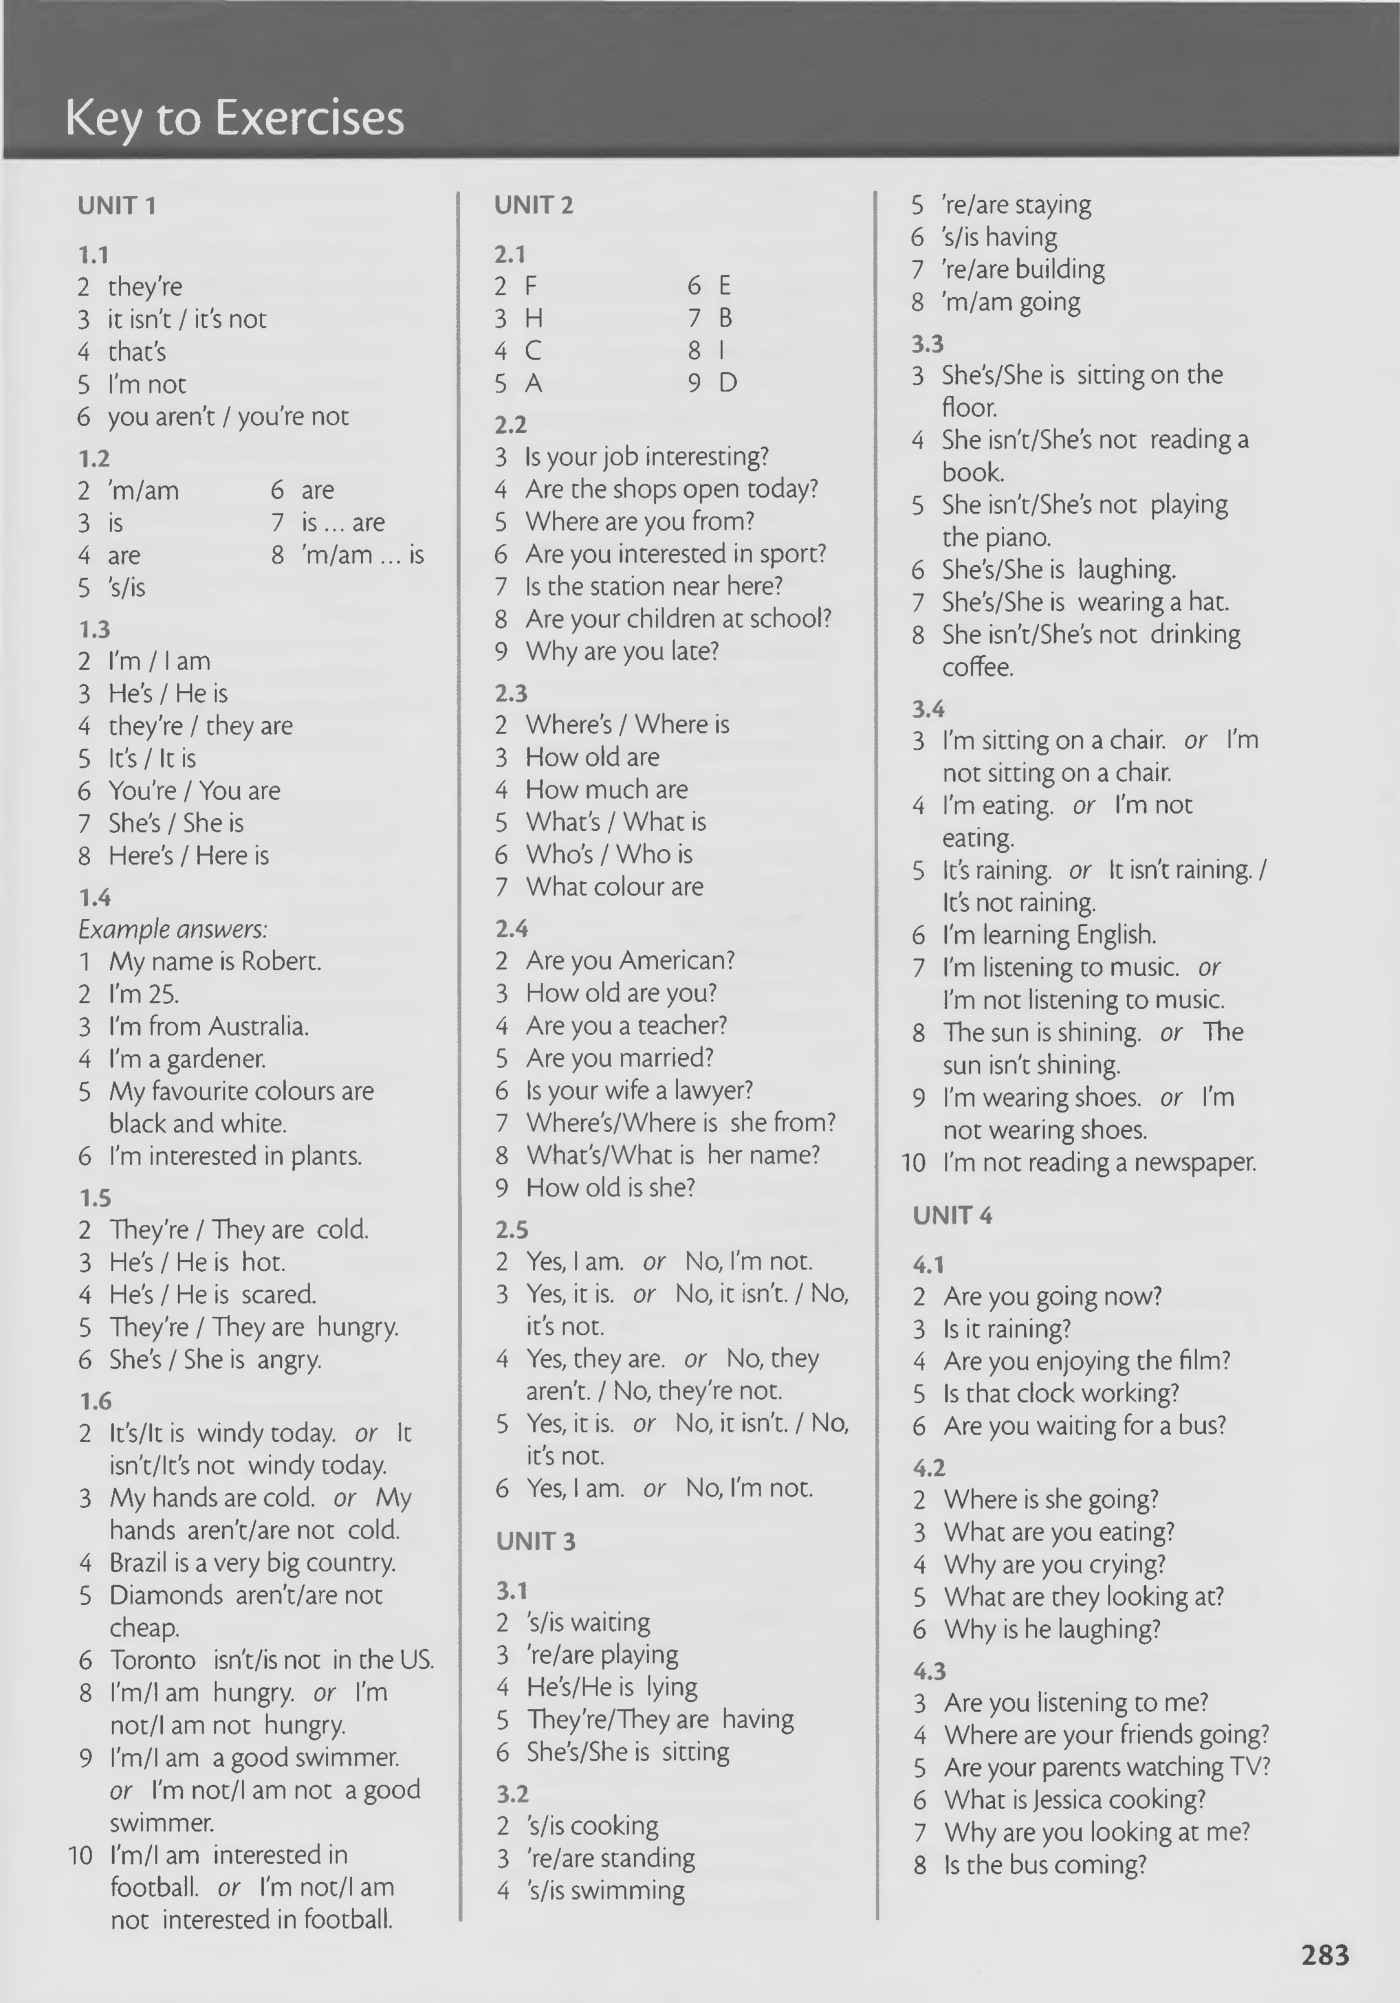 Key to Exercises
UNIT 1
1.1
2 they're
3 it isn't / it's not
4 that's
5 I'm not
6 you aren't / you're not
1.2
2 'm/am 6 are
3 is 7 is ... are
4 are 8 'm/am ... is
5 's/is
1.3
2 I'm / I am
3 He's / He is
4 they're / they are
5 It's / It is
6 You're / You are
7 She's / She is
8 Here's / Here is
1.4
Example answers:
1 My name is Robert.
2 I'm 25.
3 I'm from Australia.
4 I'm a gardener.
5 My favourite colours are
black and white.
6 I'm interested in plants.
1.5
2 They're / They are cold.
3 He's / He is hot.
4 He's / He is scared.
5 They're / They are hungry.
6 She's / She is angry.
1.6
2 It's/It is windy today. or It
isn't/It's not windy today.
3 My hands are cold. or My
hands aren't/are not cold.
4 Brazil is a very big country.
5 Diamonds aren't/are not
cheap.
6 Toronto isn't/is not in the US.
8 I'm/I am hungry. or I'm
not/I am not hungry.
9 I'm/I am a good swimmer.
or I'm not/I am not a good
swimmer.
10 I'm/I am interested in
football. or I'm not/I am
not interested in football.
UNIT 2
2.1
2 F 6 E
3 H 7 B
4 C 8 I
5 A 9 D
2.2
3 Is your job interesting?
4 Are the shops open today?
5 Where are you from?
6 Are you interested in sport?
7 Is the station near here?
8 Are your children at school?
9 Why are you late?
2.3
2 Where's / Where is
3 How old are
4 How much are
5 What's / What is
6 Who's / Who is
7 What colour are
2.4
2 Are you American?
3 How old are you?
4 Are you a teacher?
5 Are you married?
6 Is your wife a lawyer?
7 Where's/Where is she from?
8 What's/What is her name?
9 How old is she?
2.5
2 Yes, I am. or No, I'm not.
3 Yes, it is. or No, it isn't. / No,
it's not.
4 Yes, they are. or No, they
aren't. / No, they're not.
5 Yes, it is. or No, it isn't. / No,
it's not.
6 Yes, I am. or No, I'm not.
UNIT 3
3.1
2 's/is waiting
3 're/are playing
4 He's/He is lying
5 They're/They are having
6 She's/She is sitting
3.2
2 's/is cooking
3 're/are standing
4 's/is swimming
5 're/are staying
6 's/is having
7 're/are building
8 'm/am going
3.3
3 She's/She is sitting on the
floor.
4 She isn't/She's not reading a
book.
5 She isn't/She's not playing
the piano.
6 She's/She is laughing.
7 She's/She is wearing a hat.
8 She isn't/She's not drinking
coffee.
3.4
3 I'm sitting on a chair. or I'm
not sitting on a chair.
4 I'm eating. or I'm not
eating.
5 It's raining. or It isn't raining. /
It's not raining.
6 I'm learning English.
7 I'm listening to music. or
I'm not listening to music.
8 The sun is shining. or The
sun isn't shining.
9 I'm wearing shoes. or I'm
not wearing shoes.
10 I'm not reading a newspaper.
UNIT 4
4.1
2 Are you going now?
3 Is it raining?
4 Are you enjoying the film?
5 Is that clock working?
6 Are you waiting for a bus?
4.2
2 Where is she going?
3 What are you eating?
4 Why are you crying?
5 What are they looking at?
6 Why is he laughing?
4.3
3 Are you listening to me?
4 Where are your friends going?
5 Are your parents watching TV?
6 What is Jessica cooking?
7 Why are you looking at me?
8 Is the bus coming?
283